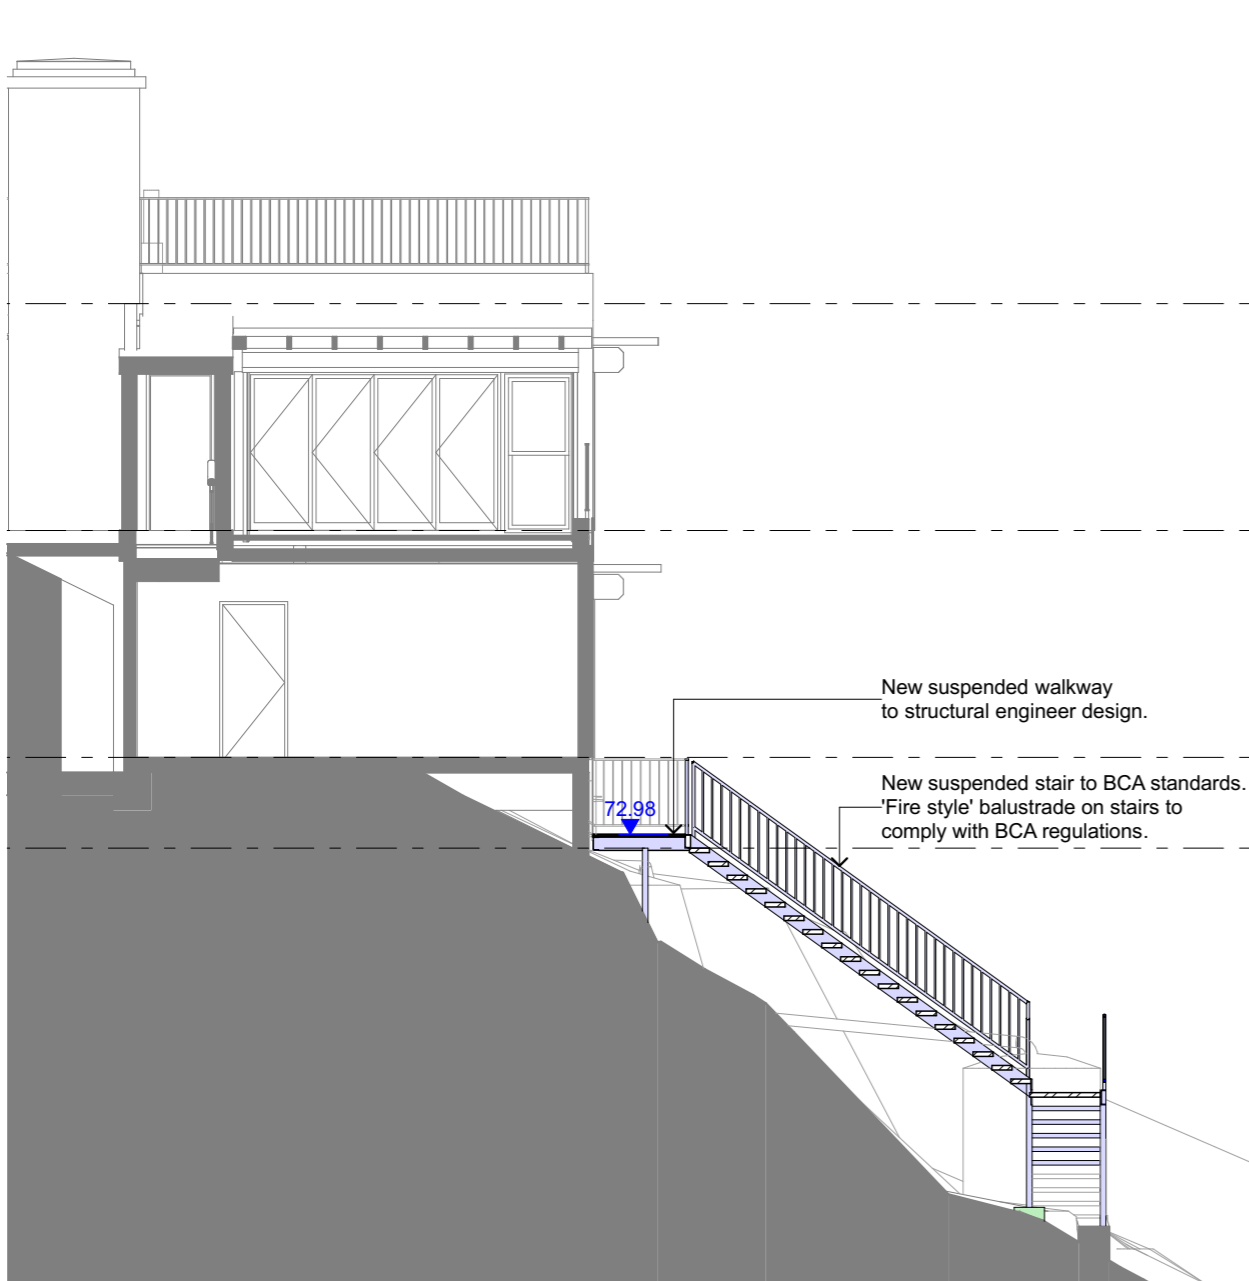 New suspended walkway
to structural engineer design.
New suspended stair to BCA standards.
'Fire style' balustrade on stairs to
comply with BCA regulations.
72.98